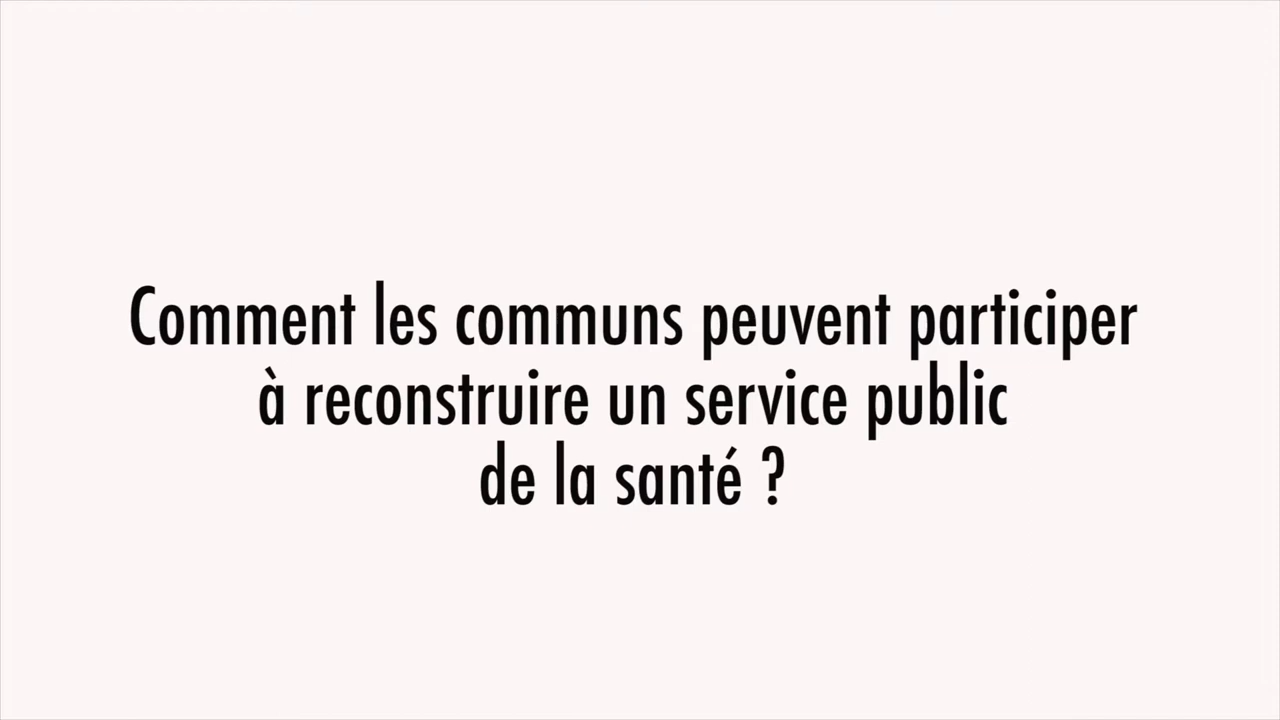 Comment les communs peuvent participer
à reconstruire un service public
de la santé ?